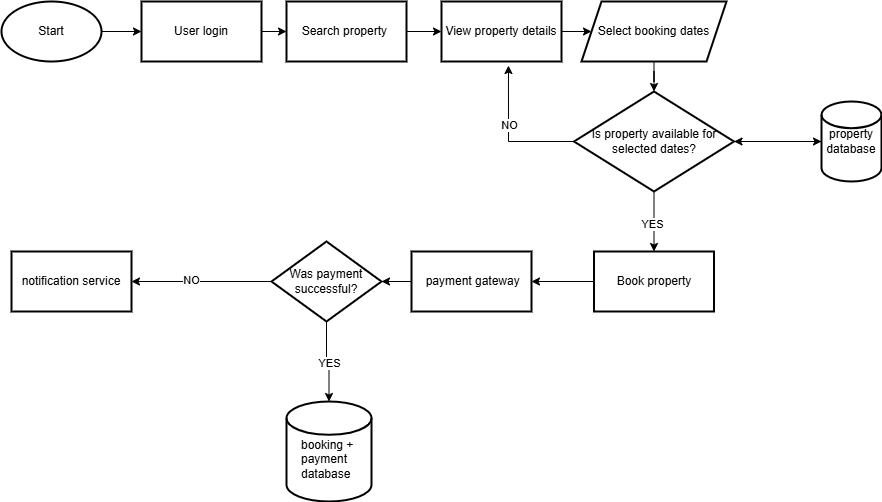 Start
User login
Search property
View property details
Select booking dates
NO
Is property available for
selected dates?
property
database
YES
notification service
NO
Was payment
successful?
payment gateway
Book property
YES
booking +
payment
database